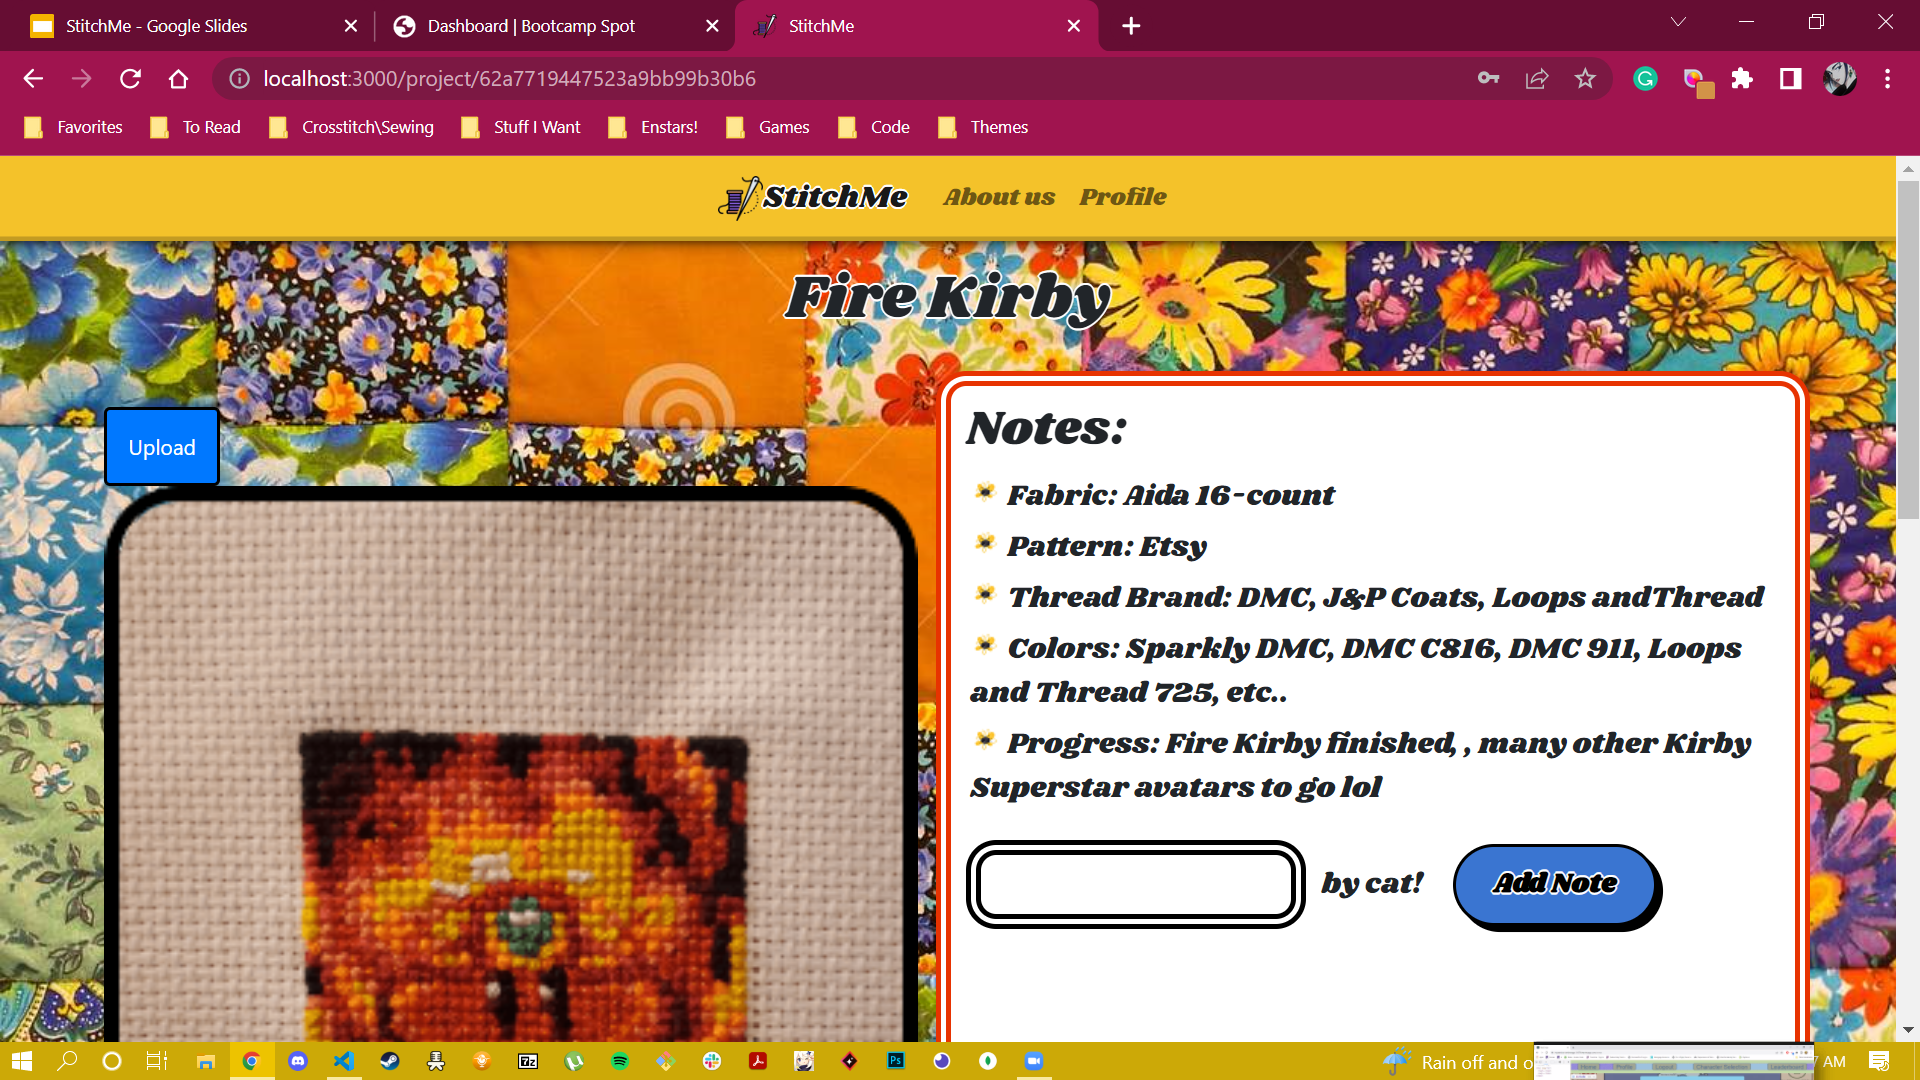 StitchMe - Google Slides
Dashboard | Bootcamp Spot
StitchMe
localhost:3000/project/62a7719447523a9bb99b30b6
Favorites
To Read
Crosstitch\Sewing
Stuff I Want
Enstars!
Games
Code
Themes
StitchMe
About us
Profile
Fire Kirby
Upload
Notes:
Fabric: Aida 16-count
Pattern: Etsy
Thread Brand: DMC, J&P Coats, Loops andThread
Colors: Sparkly DMC, DMC C816, DMC 911, Loops
and Thread 725, etc..
Progress: Fire Kirby finished, , many other Kirby
Superstar avatars to go lol
by cat!
Add Note
7z
Ps
Rain off and o
7 AM